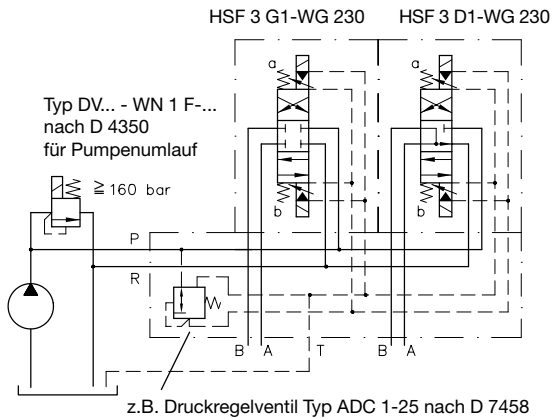 HSF 3 G1-WG 230
HSF 3 D1-WG 230
a
a
Typ DV... - WN 1 F-...
nach D 4350
für Pumpenumlauf
≧ 160 bar
b
b
P
R
B
A
T
B
A
z.B. Druckregelventil Typ ADC 1-25 nach D 7458